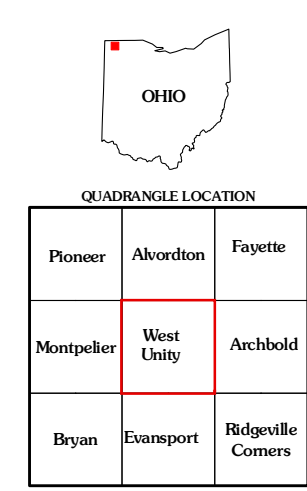 OHIO
QUADRANGLE LOCATION
Pioneer
Alvordton
Fayette
Montpelier
West
Unity
Archbold
Bryan
Evansport
Ridgeville
Corners